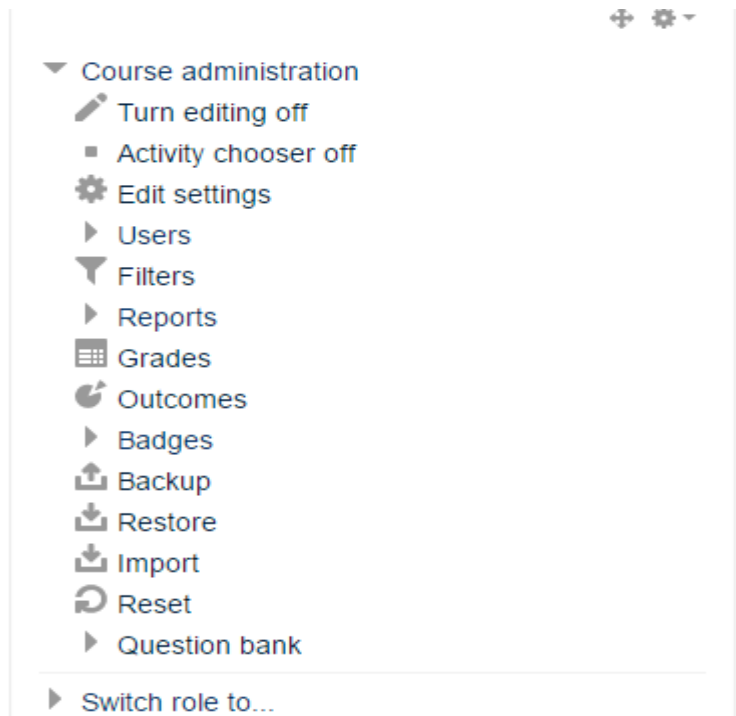 Course administration
Turn editing off
Activity chooser off
Edit settings
Users
Filters
Reports
Grades
Outcomes
Badges
Backup
Restore
Import
Reset
Question bank
Switch role to...